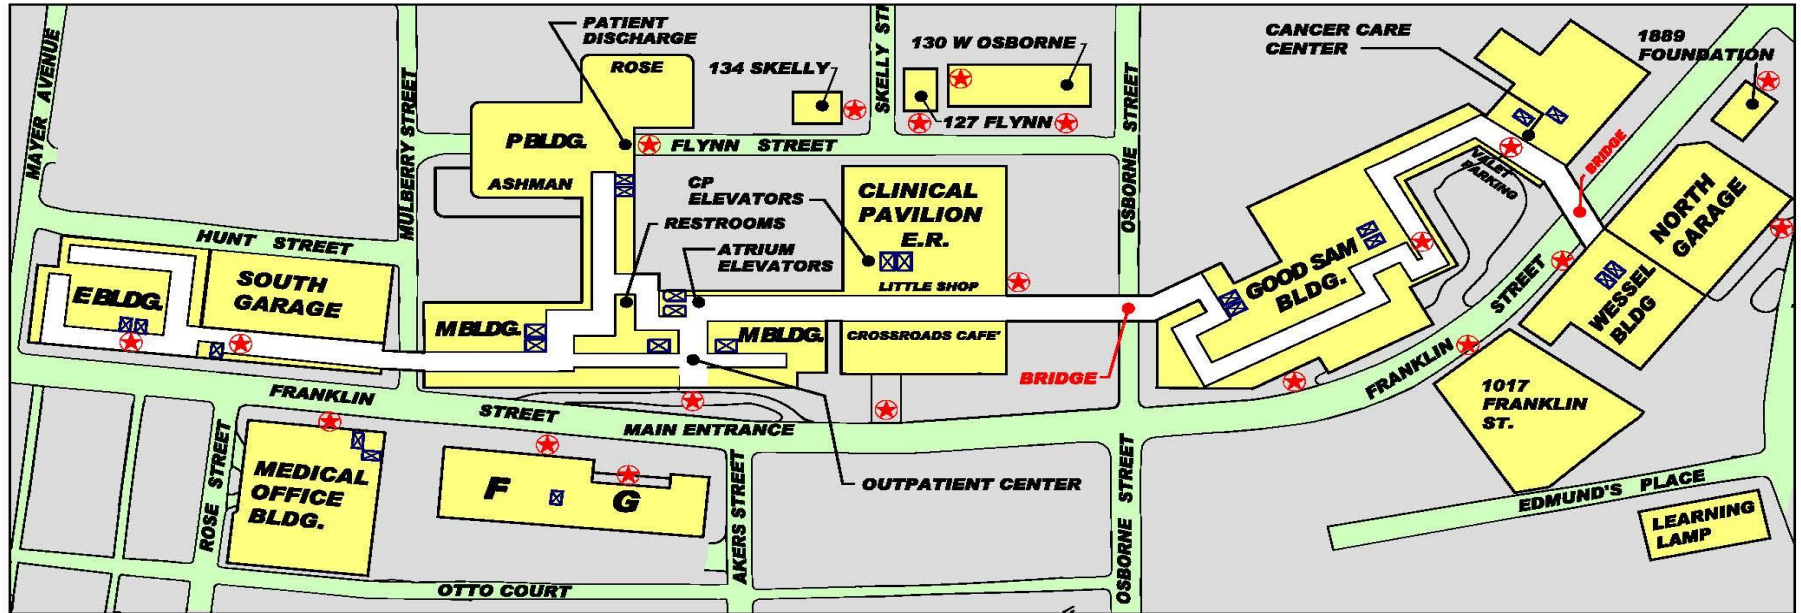 MAYER AVENUE
MULBERRY STREET
PATIENT
DISCHARGE
ROSE
134 SKELLY
130 W OSBORNE
127 FLYNN
OSBORNE STREET
CANCER CARE
CENTER
1889
FOUNDATION
P BLDG.
FLYNN STREET
ASHMAN
CP
ELEVATORS
RESTROOMS
ATRIUM
ELEVATORS
CLINICAL
PAVILION
E.R.
LITTLE SHOP
VALET
PARKING
BRIDGE
NORTH
GARAGE
HUNT STREET
SOUTH
GARAGE
E BLDG.
M BLDG.
M BLDG.
CROSSROADS CAFE'
BRIDGE
GOOD SAM
BLDG.
WESSEL
BLDG
FRANKLIN STREET
FRANKLIN STREET
MAIN ENTRANCE
1017
FRANKLIN
ST.
ROSE STREET
MEDICAL
OFFICE
BLDG.
F
G
AKERS STREET
OUTPATIENT CENTER
OSBORNE STREET
EDMUND'S PLACE
LEARNING
LAMP
OTTO COURT